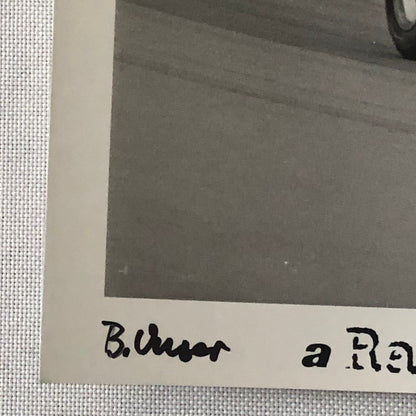 B. Unser a Ra